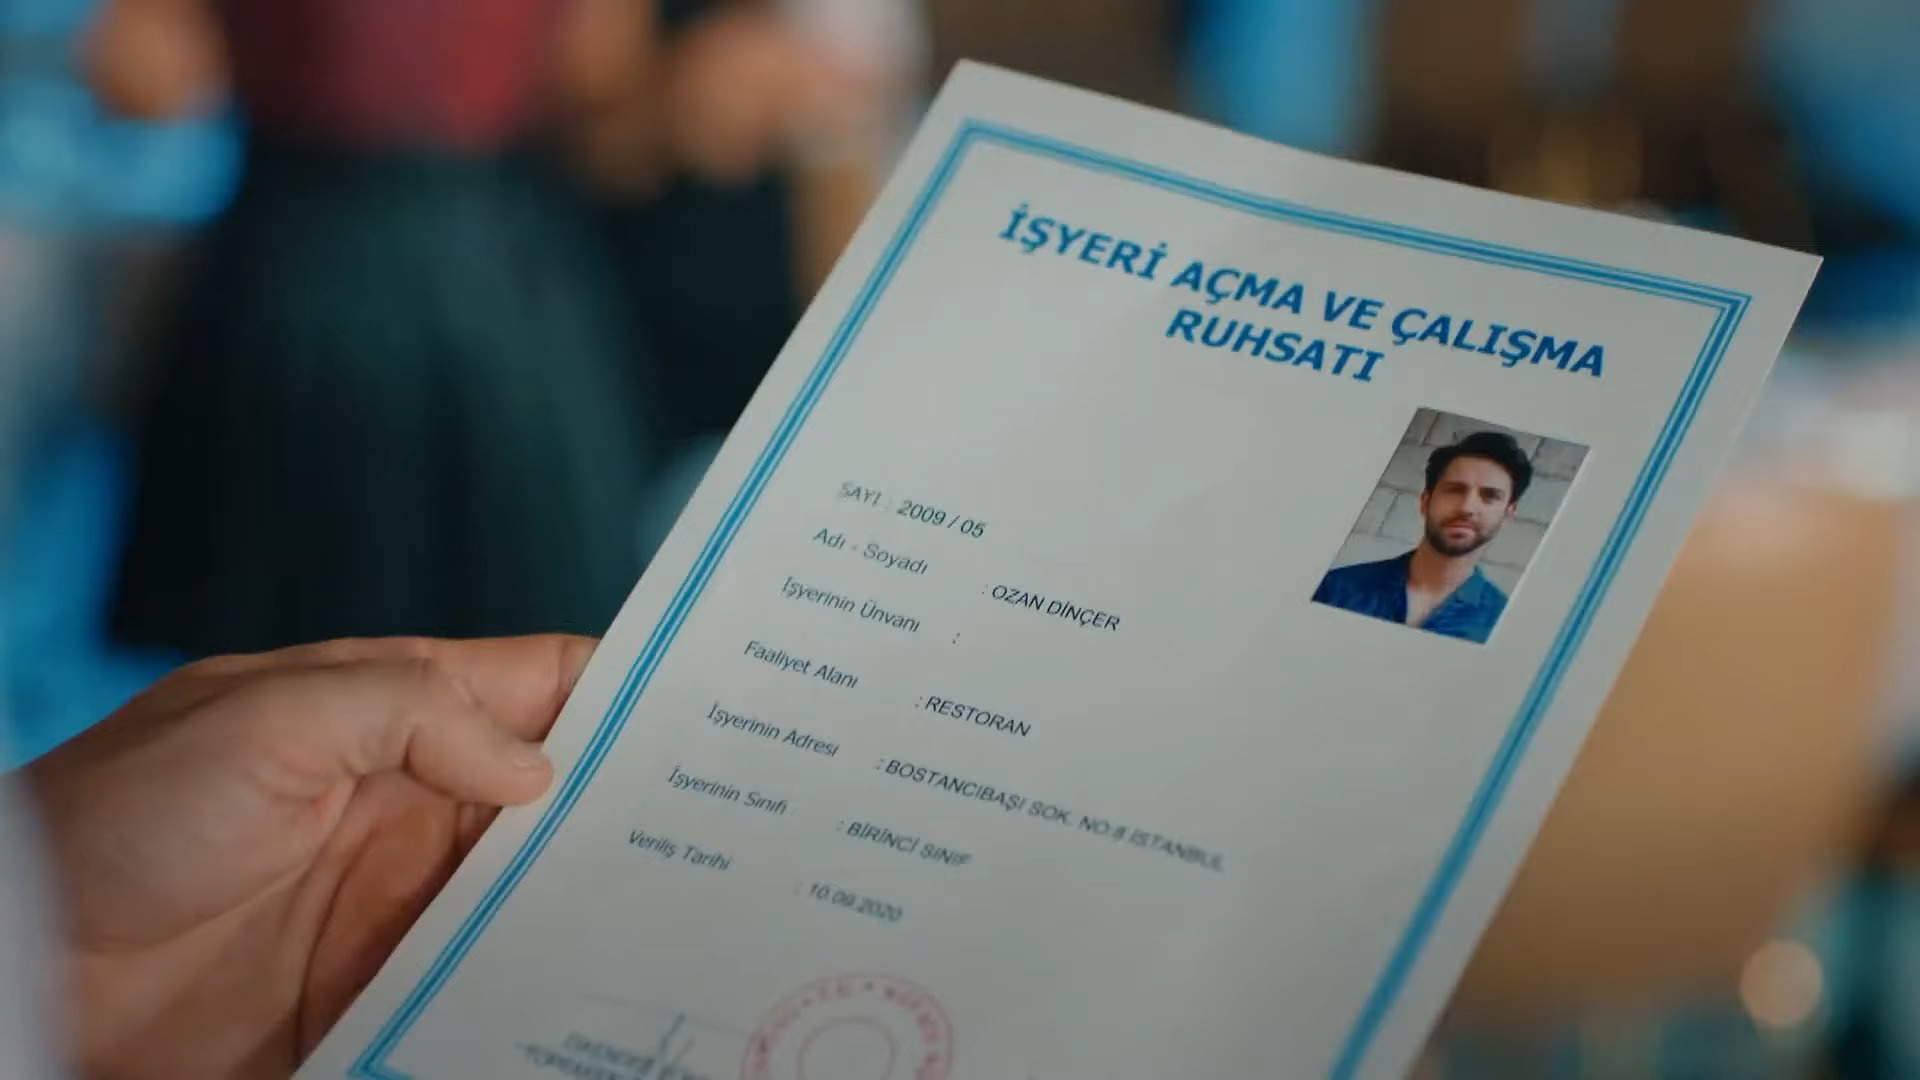 İŞYERİ AÇMA VE ÇALIŞMA
RUHSATI
SAYI : 2009 / 05
Adı - Soyadı : OZAN DİNÇER
İşyerinin Ünvanı :
Faaliyet Alanı : RESTORAN
İşyerinin Adresi : BOSTANCIBAŞI SOK. NO:8 İSTANBUL
İşyerinin Sınıfı : BİRİNCİ SINIF
Veriliş Tarihi : 10.09.2020